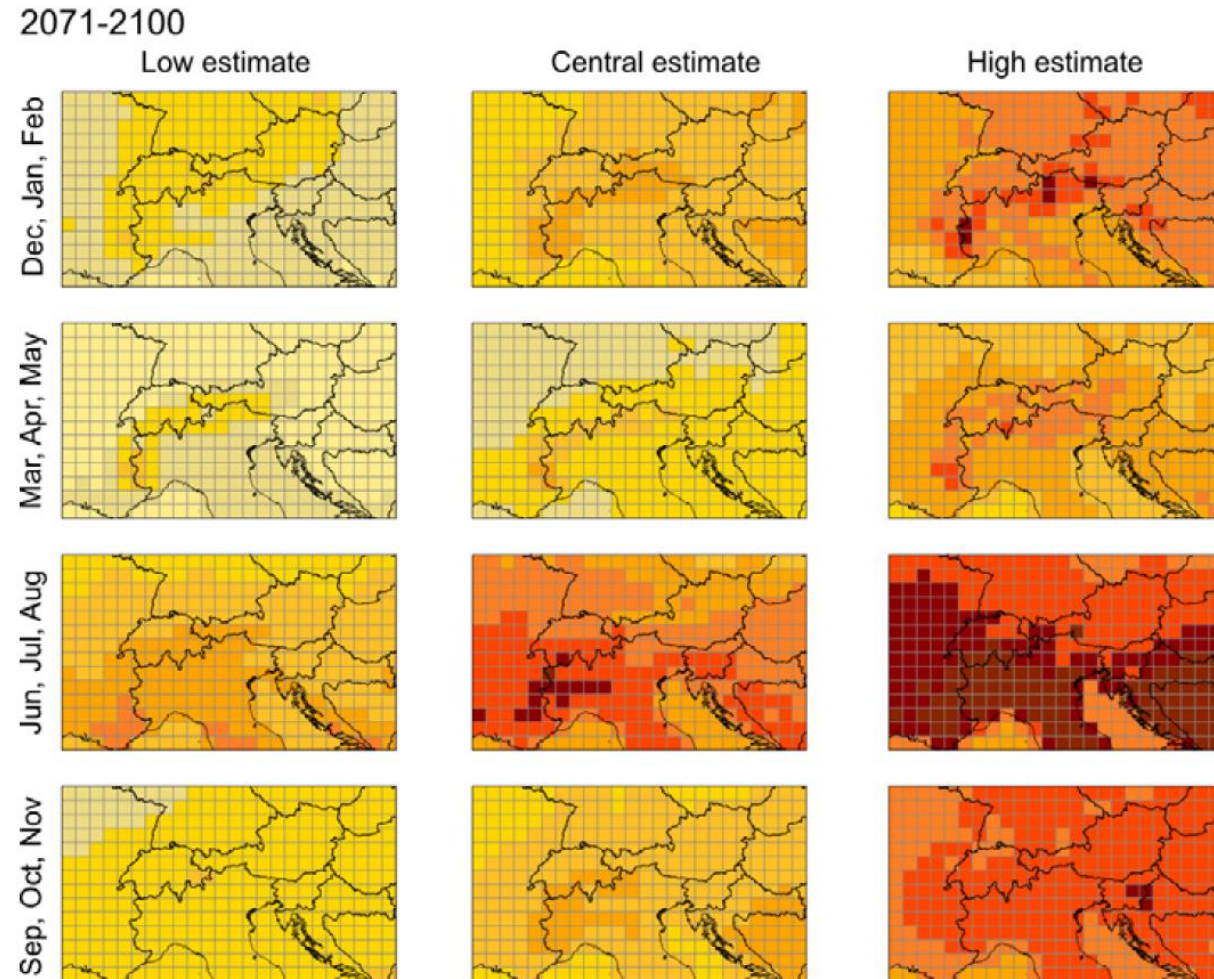 2071-2100
Low estimate
Central estimate
High estimate
Dec, Jan, Feb
Mar, Apr, May
Jun, Jul, Aug
Sep, Oct, Nov